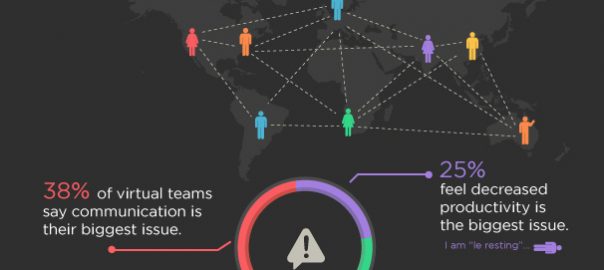 38% of virtual teams
say communication is
their biggest issue.
25%
feel decreased
productivity is
the biggest issue.
I am "le resting"...